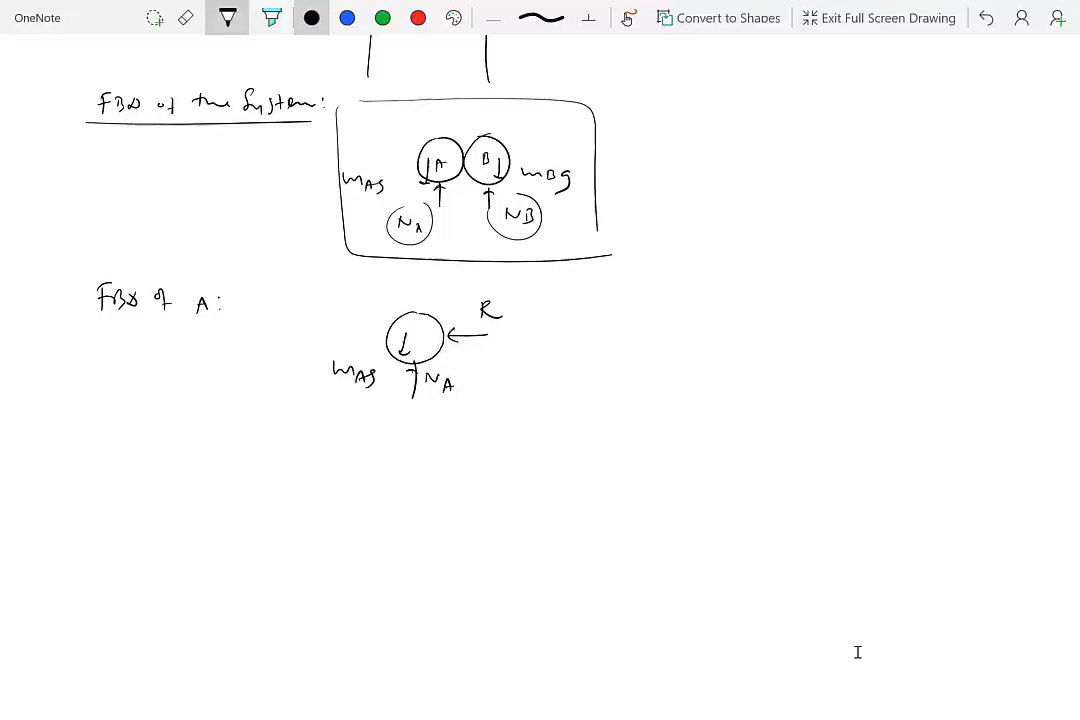 OneNote
Convert to Shapes
Exit Full Screen Drawing
FBD of the System:
A B
mAg mBg
NA NB
FBD of A:
R
mAg NA